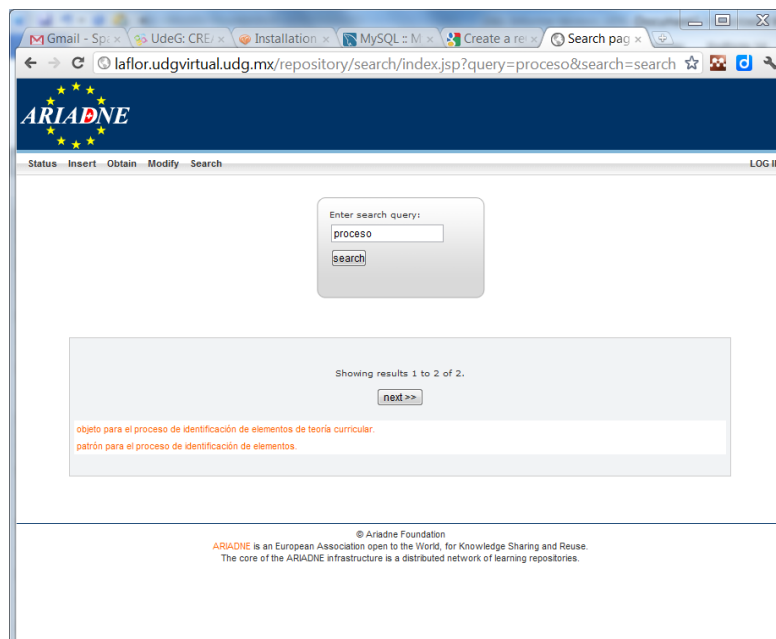 Gmail - Spa
UdeG: CREA
Installation
MySQL :: M
Create a re
Search pag
laflor.udgvirtual.udg.mx/repository/search/index.jsp?query=proceso&search=search
ARIADNE
Status Insert Obtain Modify Search
LOG I
Enter search query:
proceso
search
Showing results 1 to 2 of 2.
next >>
objeto para el proceso de identificación de elementos de teoría curricular.
patrón para el proceso de identificación de elementos.
© Ariadne Foundation
ARIADNE is an European Association open to the World, for Knowledge Sharing and Reuse.
The core of the ARIADNE infrastructure is a distributed network of learning repositories.